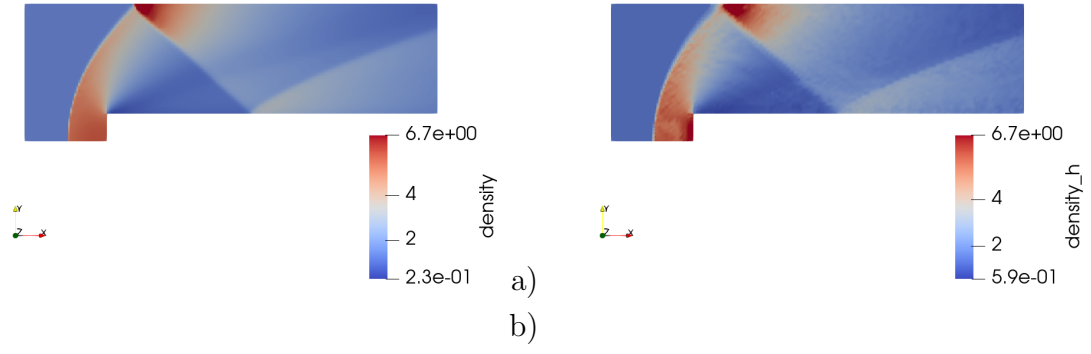 6.7e+00
4
2
2.3e-01
density
Y
Z
X
6.7e+00
4
2
5.9e-01
density_h
Y
Z
X
a)
b)